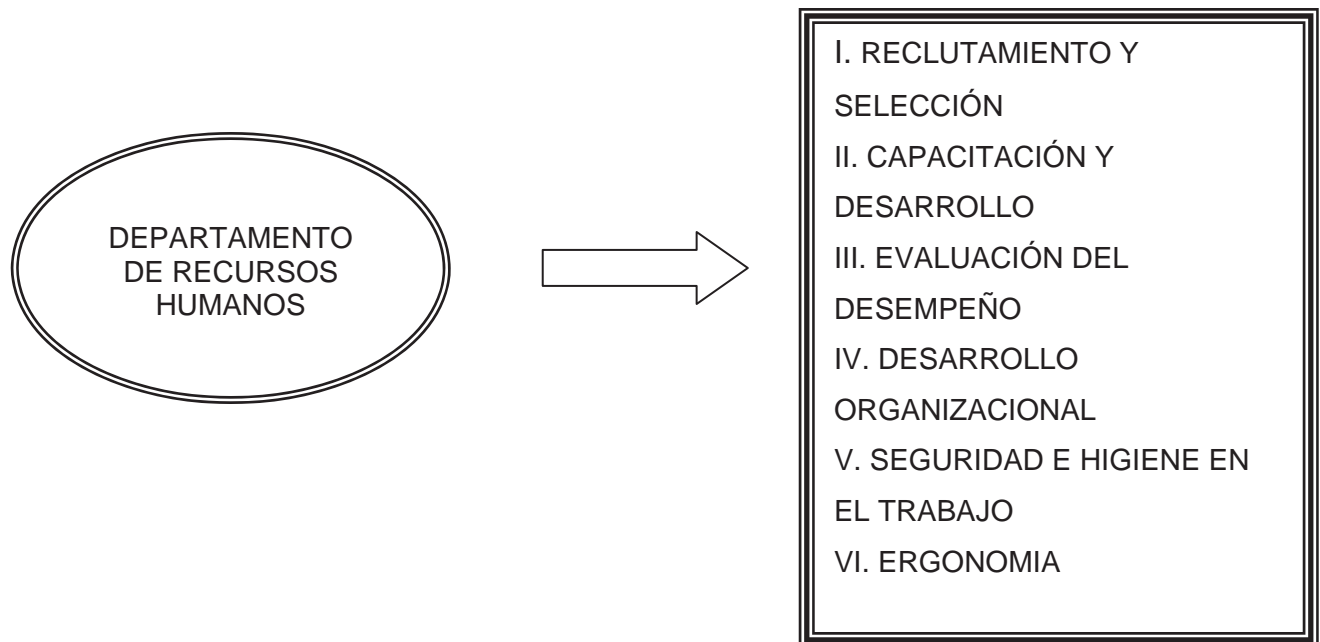 DEPARTAMENTO
DE RECURSOS
HUMANOS
I. RECLUTAMIENTO Y
SELECCIÓN
II. CAPACITACIÓN Y
DESARROLLO
III. EVALUACIÓN DEL
DESEMPEÑO
IV. DESARROLLO
ORGANIZACIONAL
V. SEGURIDAD E HIGIENE EN
EL TRABAJO
VI. ERGONOMIA